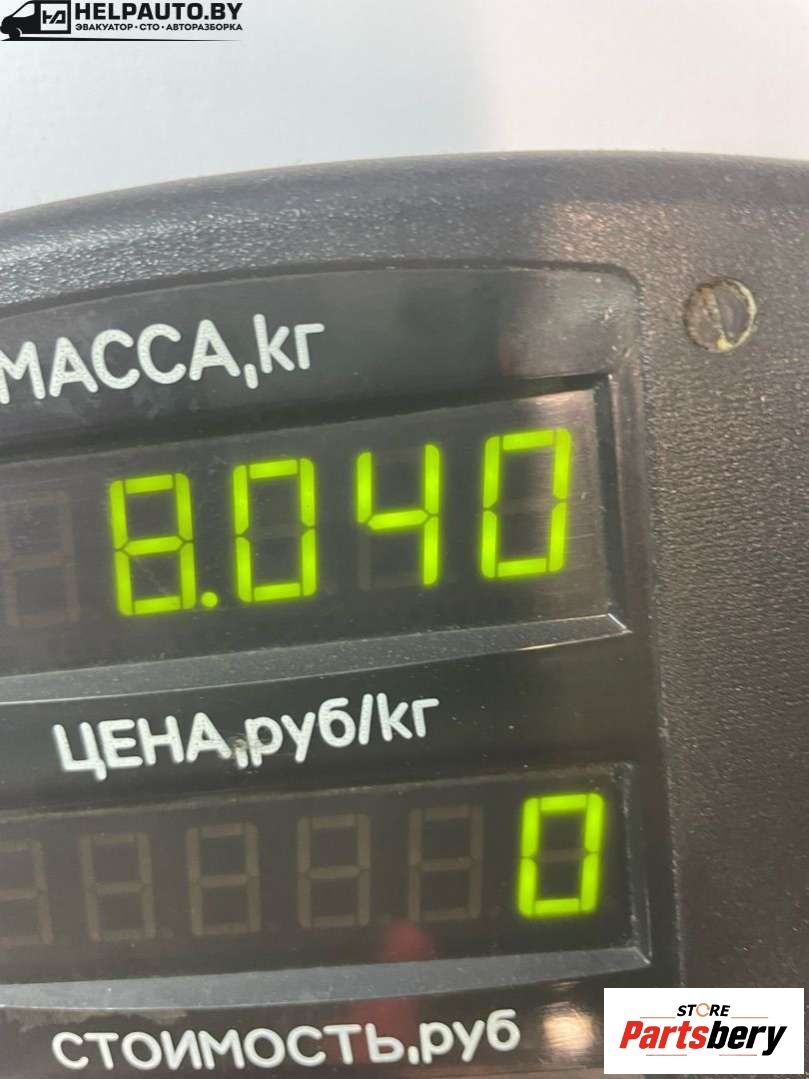 HELPAUTO.BY
ЭВАКУАТОР • СТО • АВТОРАЗБОРКА
МАССА,кг
8.040
ЦЕНА,руб/кг
0
СТОИМОСТЬ,руб
STORE
Partsbery